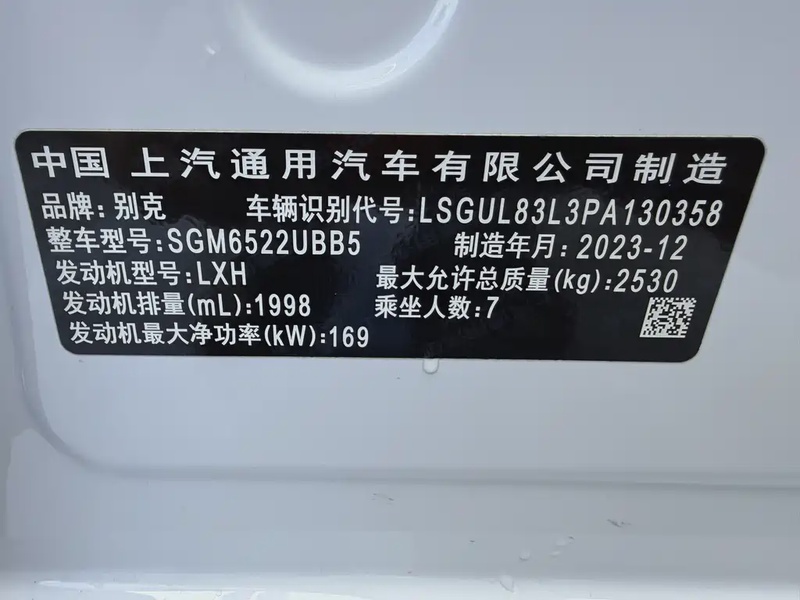 中国 上汽通用汽车有限公司制造
品牌:别克 车辆识别代号:LSGUL83L3PA130358
整车型号:SGM6522UBB5 制造年月:2023-12
发动机型号:LXH 最大允许总质量(kg):2530
发动机排量(mL):1998 乘坐人数:7
发动机最大净功率(kW):169